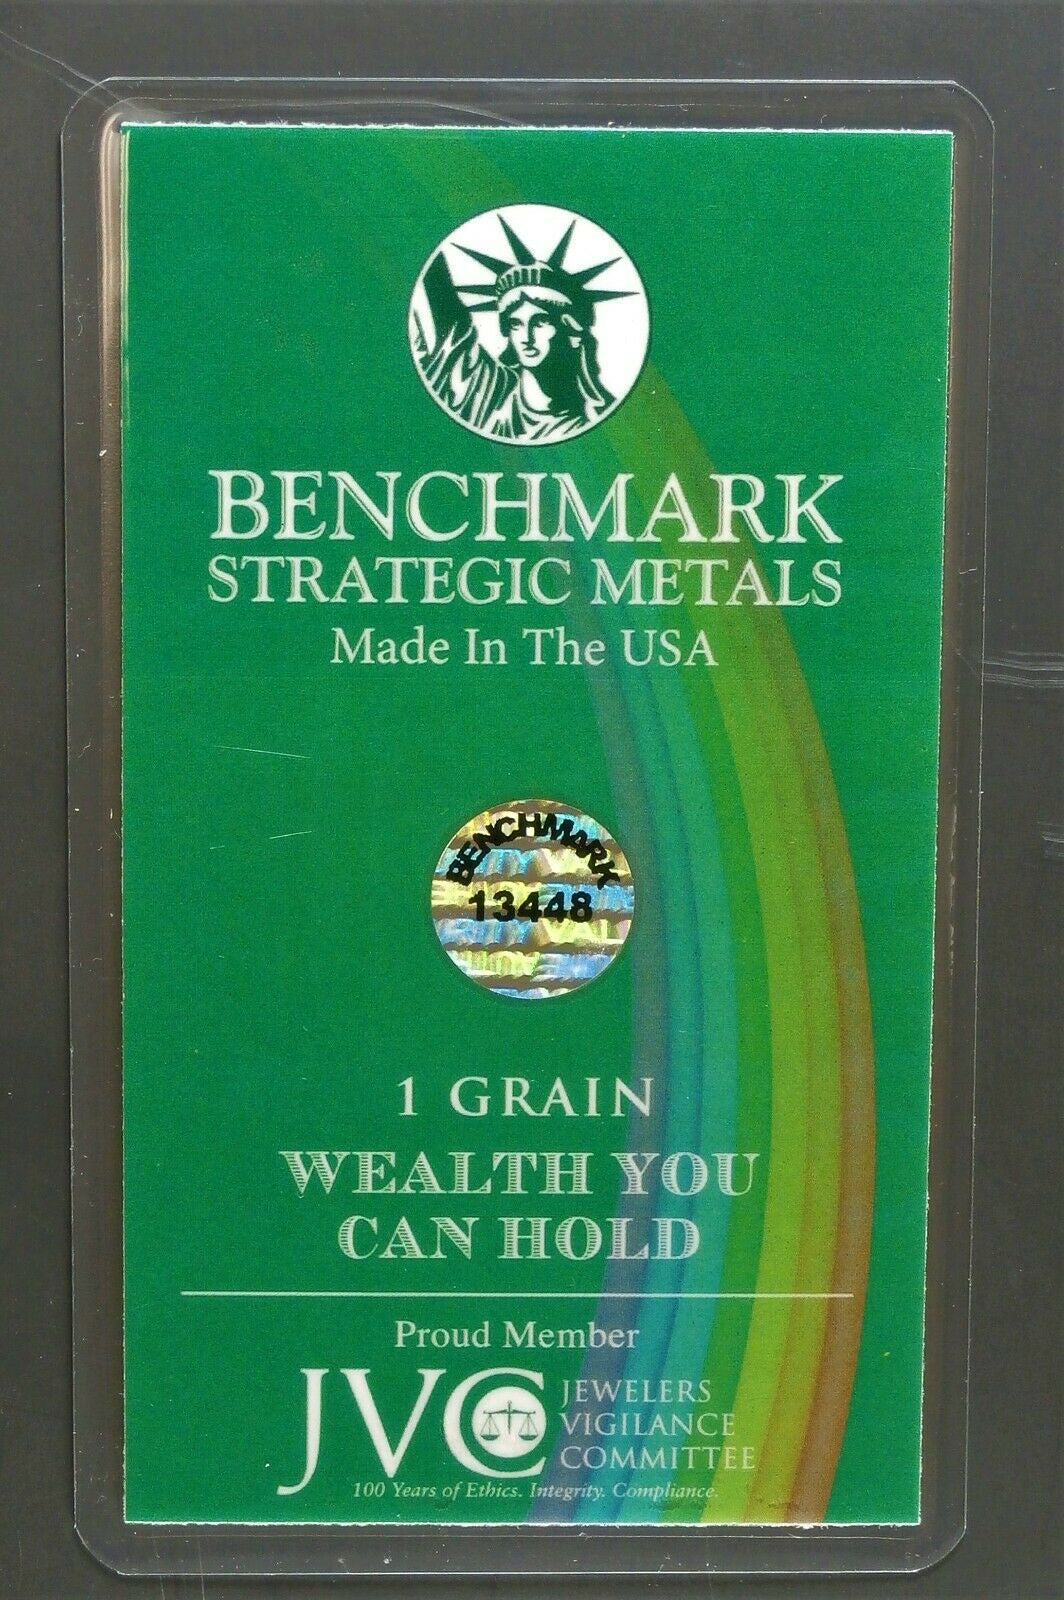 BENCHMARK
STRATEGIC METALS
Made In The USA
BENCHMARK
13448
1 GRAIN
WEALTH YOU
CAN HOLD
Proud Member
JVC
JEWELERS
VIGILANCE
COMMITTEE
100 Years of Ethics. Integrity. Compliance.